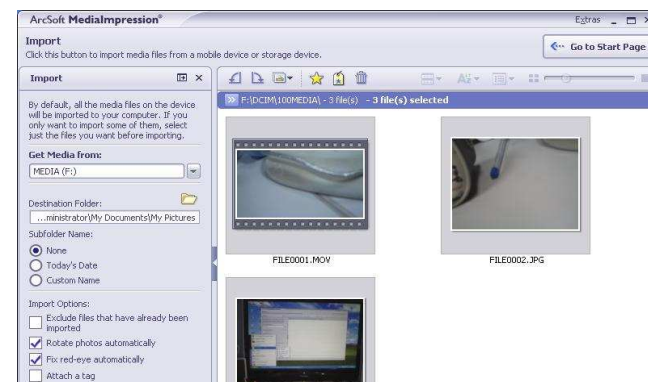 ArcSoft MediaImpression®
Extras
Import
Click this button to import media files from a mobile device or storage device.
Go to Start Page
Import
By default, all the media files on the device
will be imported to your computer. If you
only want to import some of them, select
just the files you want before importing.
Get Media from:
MEDIA (F:)
Destination Folder:
...ministrator\My Documents\My Pictures
Subfolder Name:
None
Today's Date
Custom Name
Import Options:
Exclude files that have already been
imported
Rotate photos automatically
Fix red-eye automatically
Attach a tag
F:\DCIM\100MEDIA\ - 3 file(s) - 3 file(s) selected
FILE0001.MOV
FILE0002.JPG